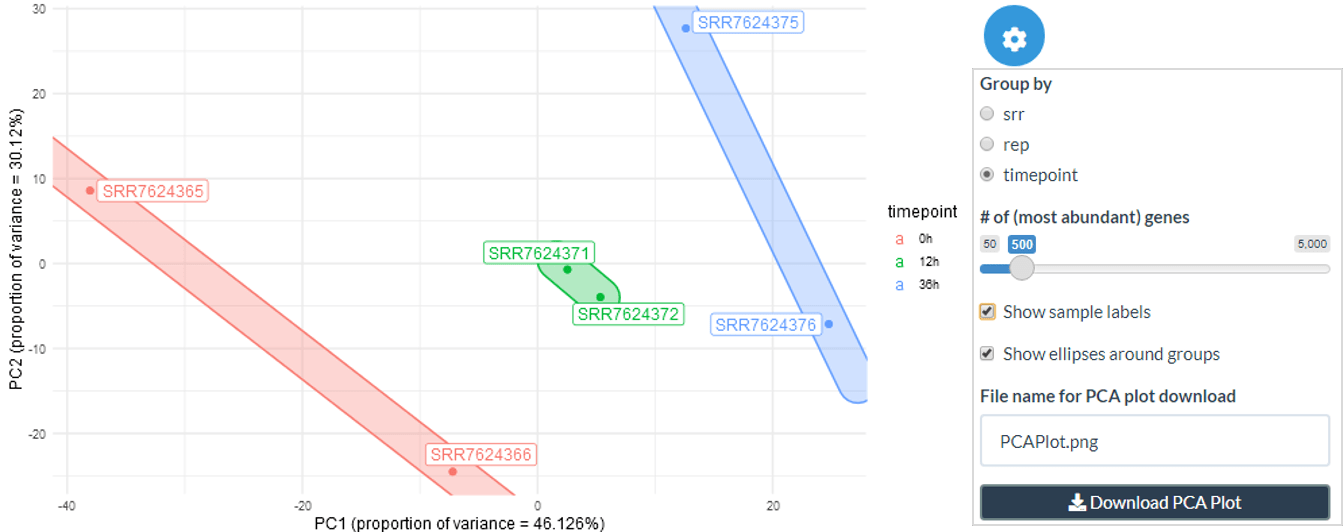 30
20
10
0
-10
-20
PC2 (proportion of variance = 30.12%)
SRR7624375
SRR7624365
SRR7624371
SRR7624372
SRR7624376
SRR7624366
-40
-20
0
20
PC1 (proportion of variance = 46.126%)
timepoint
a 0h
a 12h
a 36h
Group by
srr
rep
timepoint
# of (most abundant) genes
50 500 5,000
Show sample labels
Show ellipses around groups
File name for PCA plot download
PCAPlot.png
Download PCA Plot